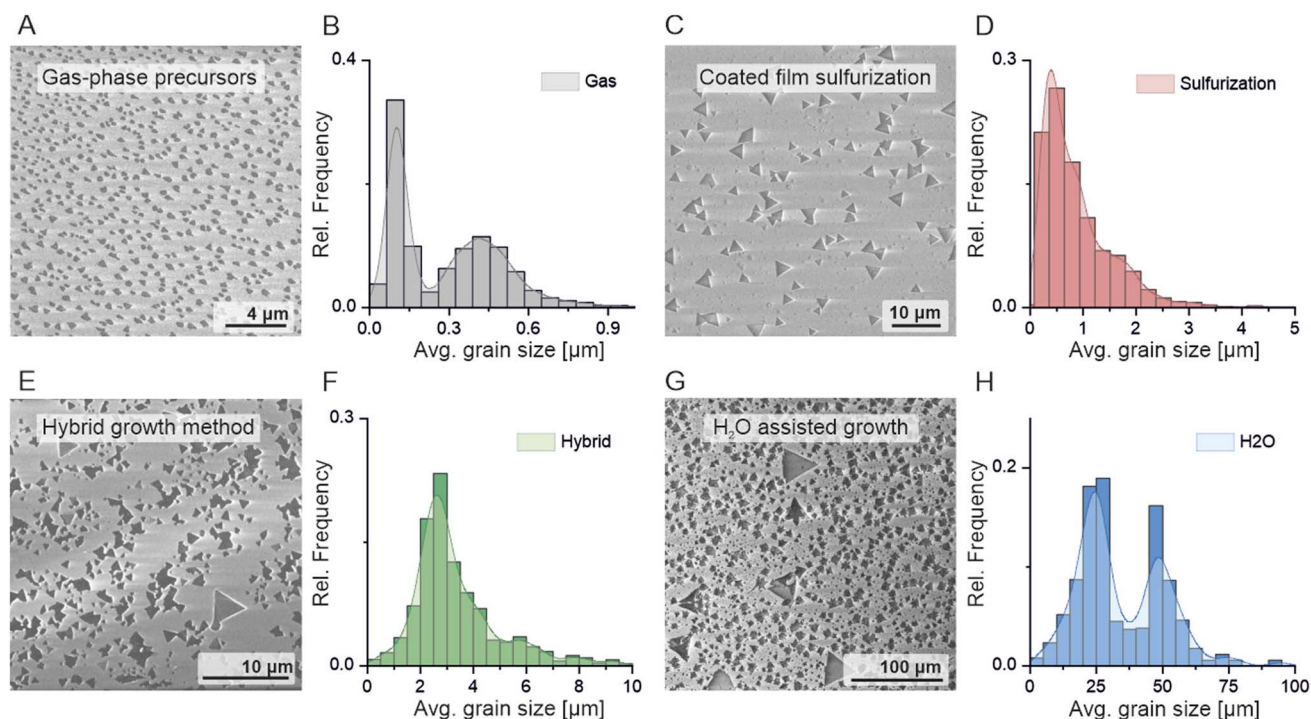 A
Gas-phase precursors
4 µm
B
Rel. Frequency
0.4
0.0
Gas
0.0 0.3 0.6 0.9
Avg. grain size [µm]
C
Coated film sulfurization
10 µm
D
Rel. Frequency
0.3
0.0
Sulfurization
0 1 2 3 4 5
Avg. grain size [µm]
E
Hybrid growth method
10 µm
F
Rel. Frequency
0.3
0.0
Hybrid
0 2 4 6 8 10
Avg. grain size [µm]
G
H₂O assisted growth
100 µm
H
Rel. Frequency
0.2
0.0
H2O
0 25 50 75 100
Avg. grain size [µm]